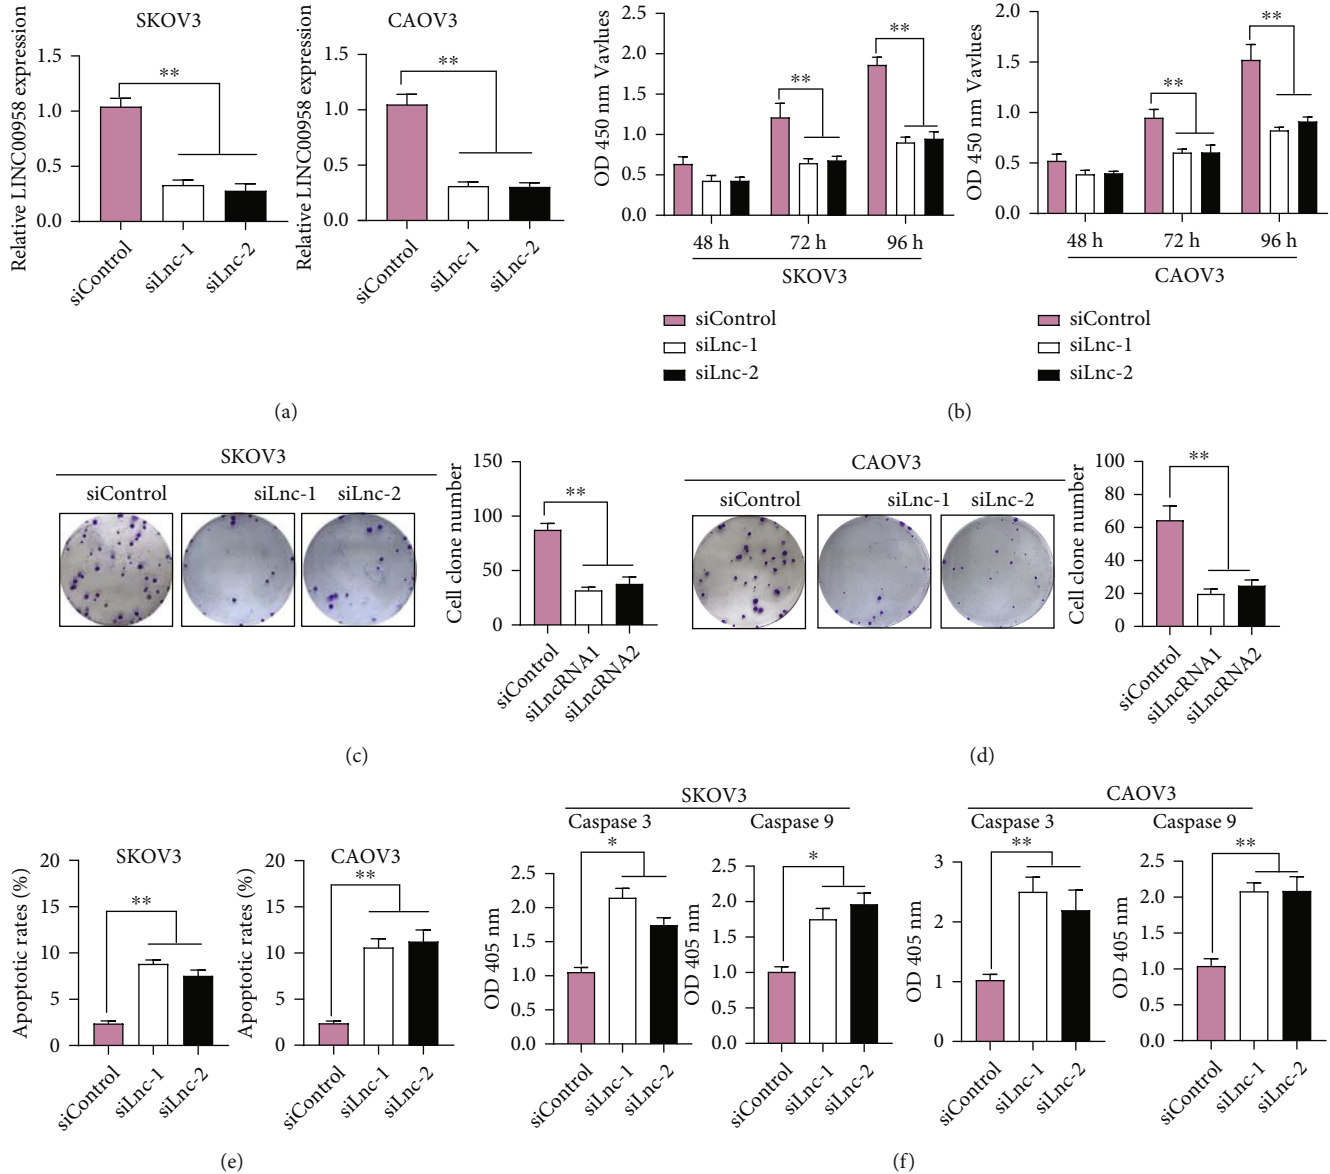 SKOV3
Relative LINC00958 expression
1.5
1.0
0.5
0.0
**
siControl
siLnc-1
siLnc-2
CAOV3
Relative LINC00958 expression
1.5
1.0
0.5
0.0
**
siControl
siLnc-1
siLnc-2
(a)
OD 450 nm Vavlues
2.5
2.0
1.5
1.0
0.5
0.0
**
**
48 h
72 h
96 h
SKOV3
siControl
siLnc-1
siLnc-2
OD 450 nm Vavlues
2.0
1.5
1.0
0.5
0.0
**
**
48 h
72 h
96 h
CAOV3
siControl
siLnc-1
siLnc-2
(b)
SKOV3
siControl
siLnc-1
siLnc-2
Cell clone number
150
100
50
0
**
siControl
siLncRNA1
siLncRNA2
(c)
CAOV3
siControl
siLnc-1
siLnc-2
Cell clone number
100
80
60
40
20
0
**
siControl
siLncRNA1
siLncRNA2
(d)
SKOV3
Apoptotic rates (%)
20
15
10
5
0
**
siControl
siLnc-1
siLnc-2
CAOV3
Apoptotic rates (%)
20
15
10
5
0
**
siControl
siLnc-1
siLnc-2
(e)
SKOV3
Caspase 3
OD 405 nm
2.5
2.0
1.5
1.0
0.5
0.0
*
siControl
siLnc-1
siLnc-2
Caspase 9
OD 405 nm
2.5
2.0
1.5
1.0
0.5
0.0
*
siControl
siLnc-1
siLnc-2
CAOV3
Caspase 3
OD 405 nm
3
2
1
0
**
siControl
siLnc-1
siLnc-2
Caspase 9
OD 405 nm
2.5
2.0
1.5
1.0
0.5
0.0
**
siControl
siLnc-1
siLnc-2
(f)